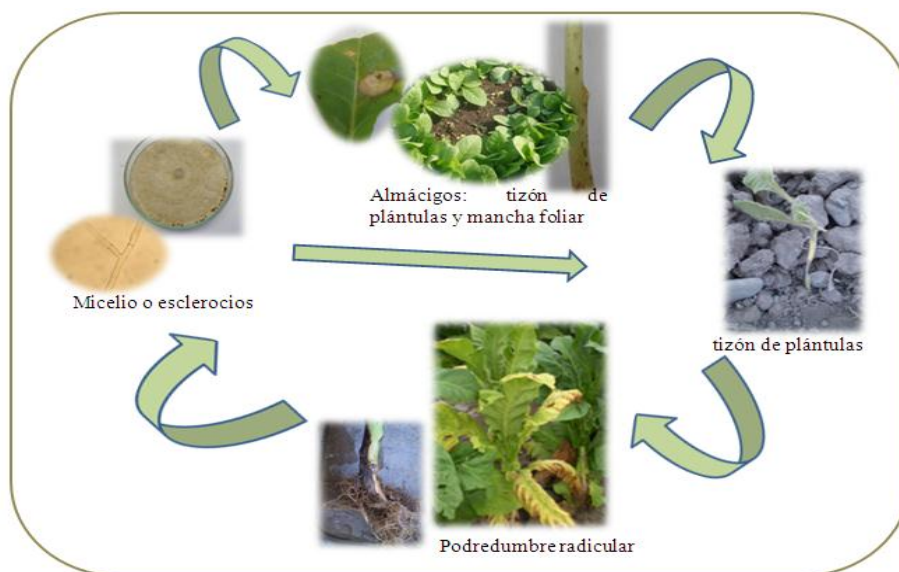 Almácigos: tizón de
plántulas y mancha foliar
Micelio o esclerocios
tizón de plántulas
Podredumbre radicular